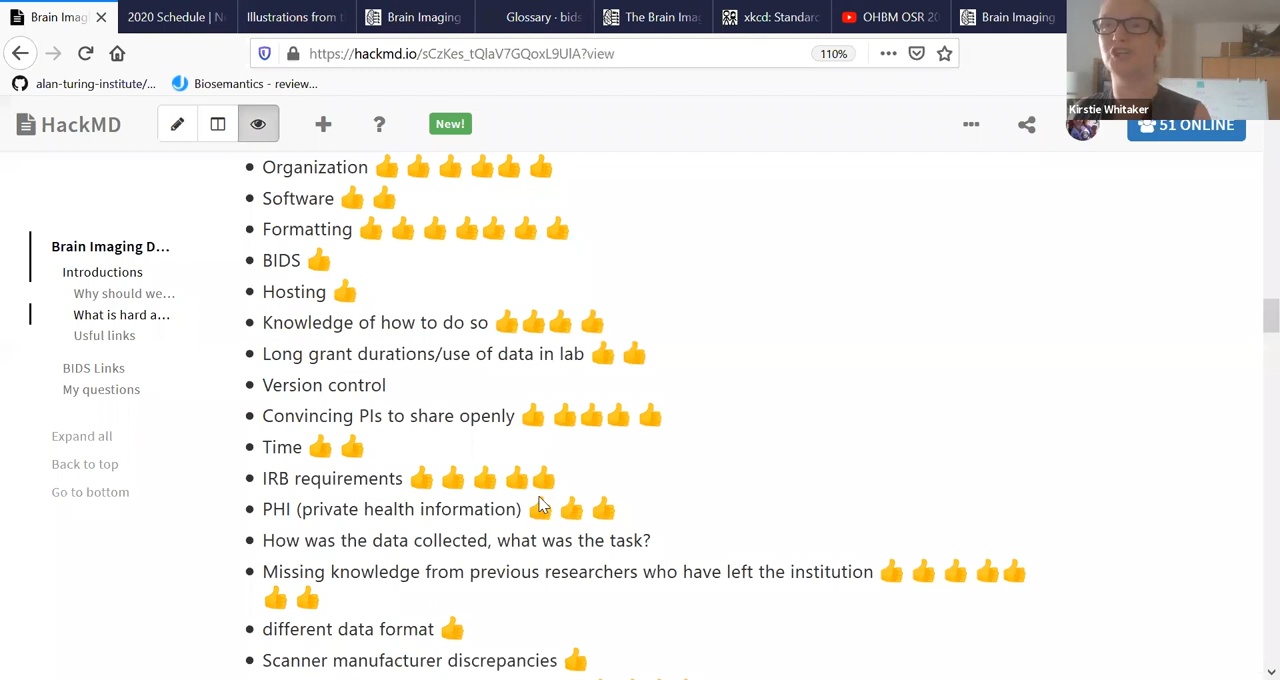 Brain Imag
2020 Schedule | N
Illustrations from t
Brain Imaging
Glossary · bids
The Brain Imag
xkcd: Standard
OHBM OSR 20
Brain Imaging
https://hackmd.io/sCzKes_tQlaV7GQoxL9UlA?view
110%
alan-turing-institute/...
Biosemantics - review...
Kirstie Whitaker
HackMD
New!
51 ONLINE
Brain Imaging D...
Introductions
Why should we...
What is hard a...
Usful links
BIDS Links
My questions
Expand all
Back to top
Go to bottom
Organization 👍 👍 👍 👍 👍 👍
Software 👍 👍
Formatting 👍 👍 👍 👍 👍 👍 👍
BIDS 👍
Hosting 👍
Knowledge of how to do so 👍 👍 👍 👍
Long grant durations/use of data in lab 👍 👍
Version control
Convincing PIs to share openly 👍 👍 👍 👍 👍
Time 👍 👍
IRB requirements 👍 👍 👍 👍 👍
PHI (private health information) 👍 👍 👍
How was the data collected, what was the task?
Missing knowledge from previous researchers who have left the institution 👍 👍 👍 👍 👍
👍 👍
different data format 👍
Scanner manufacturer discrepancies 👍